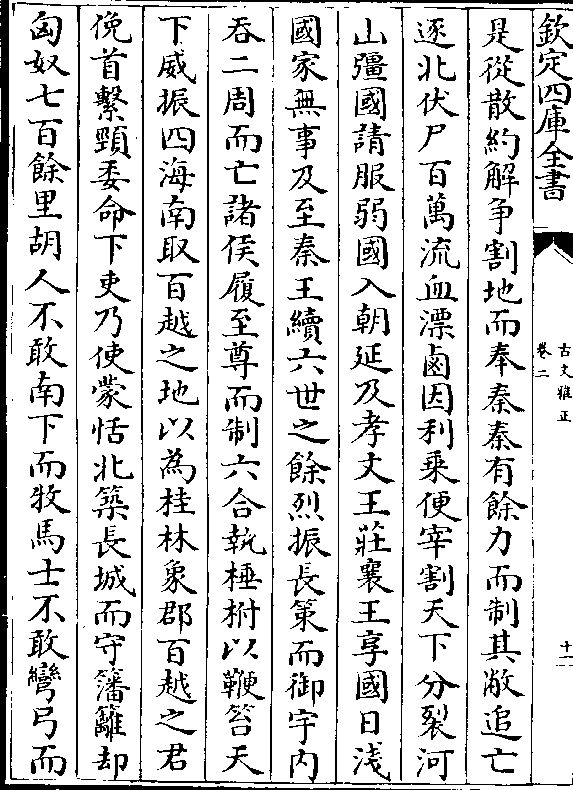 欽定四庫全書
古文雅正
卷二
十一
是從散約解争割地而奉秦秦有餘力而制其敝追亡
逐北伏尸百萬流血漂鹵因利乘便宰割天下分裂河
山彊國請服弱國入朝延及孝文王莊襄王享國日淺
國家無事及至秦王續六世之餘烈振長策而御宇内
吞二周而亡諸侯履至尊而制六合執棰拊以鞭笞天
下威振四海南取百越之地以為桂林象郡百越之君
俛首繫頸委命下吏乃使蒙恬北築長城而守籓籬却
匈奴七百餘里胡人不敢南下而牧馬士不敢彎弓而